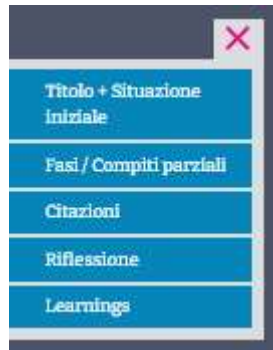 Titolo + Situazione
iniziale
Fasi / Compiti parziali
Citazioni
Riflessione
Learnings